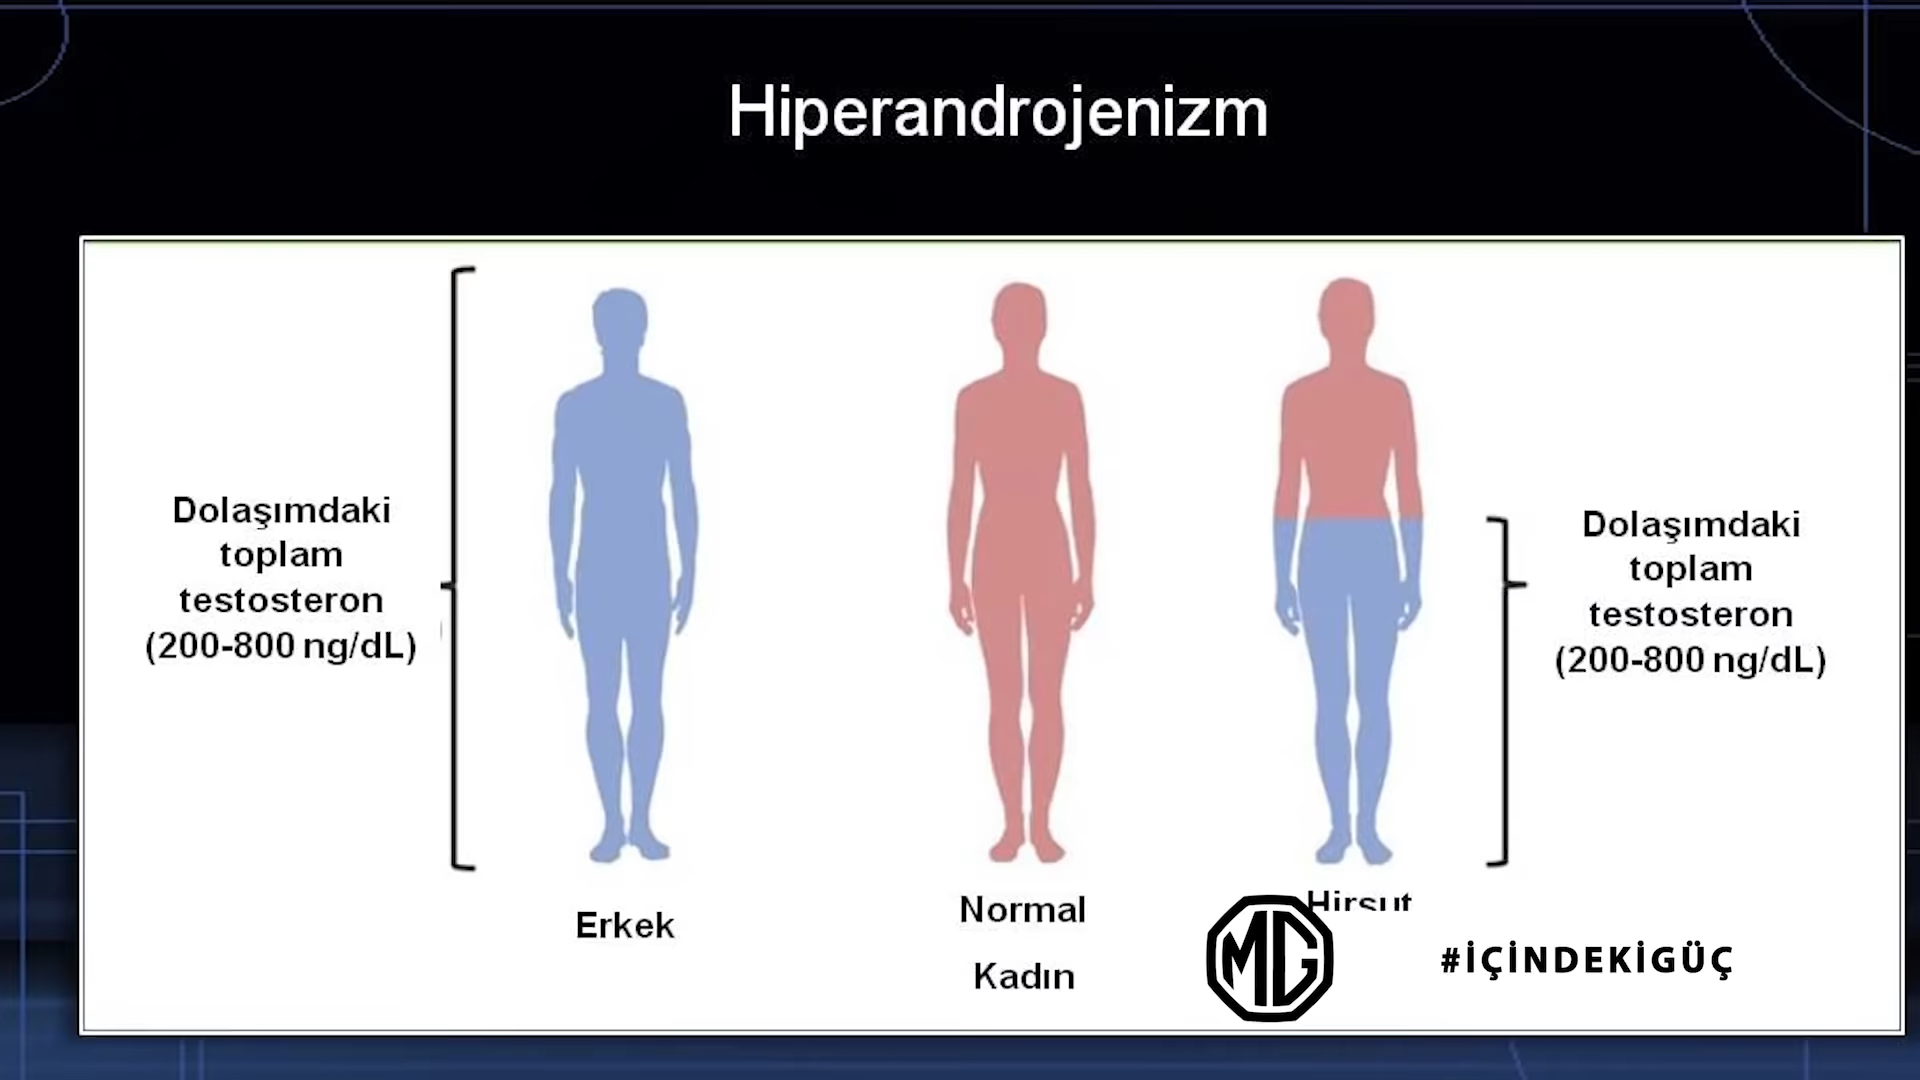 Hiperandrojenizm
Dolaşımdaki
toplam
testosteron
(200-800 ng/dL)
Dolaşımdaki
toplam
testosteron
(200-800 ng/dL)
Erkek
Normal
Kadın
Hirsut
MG
#İÇİNDEKİGÜÇ